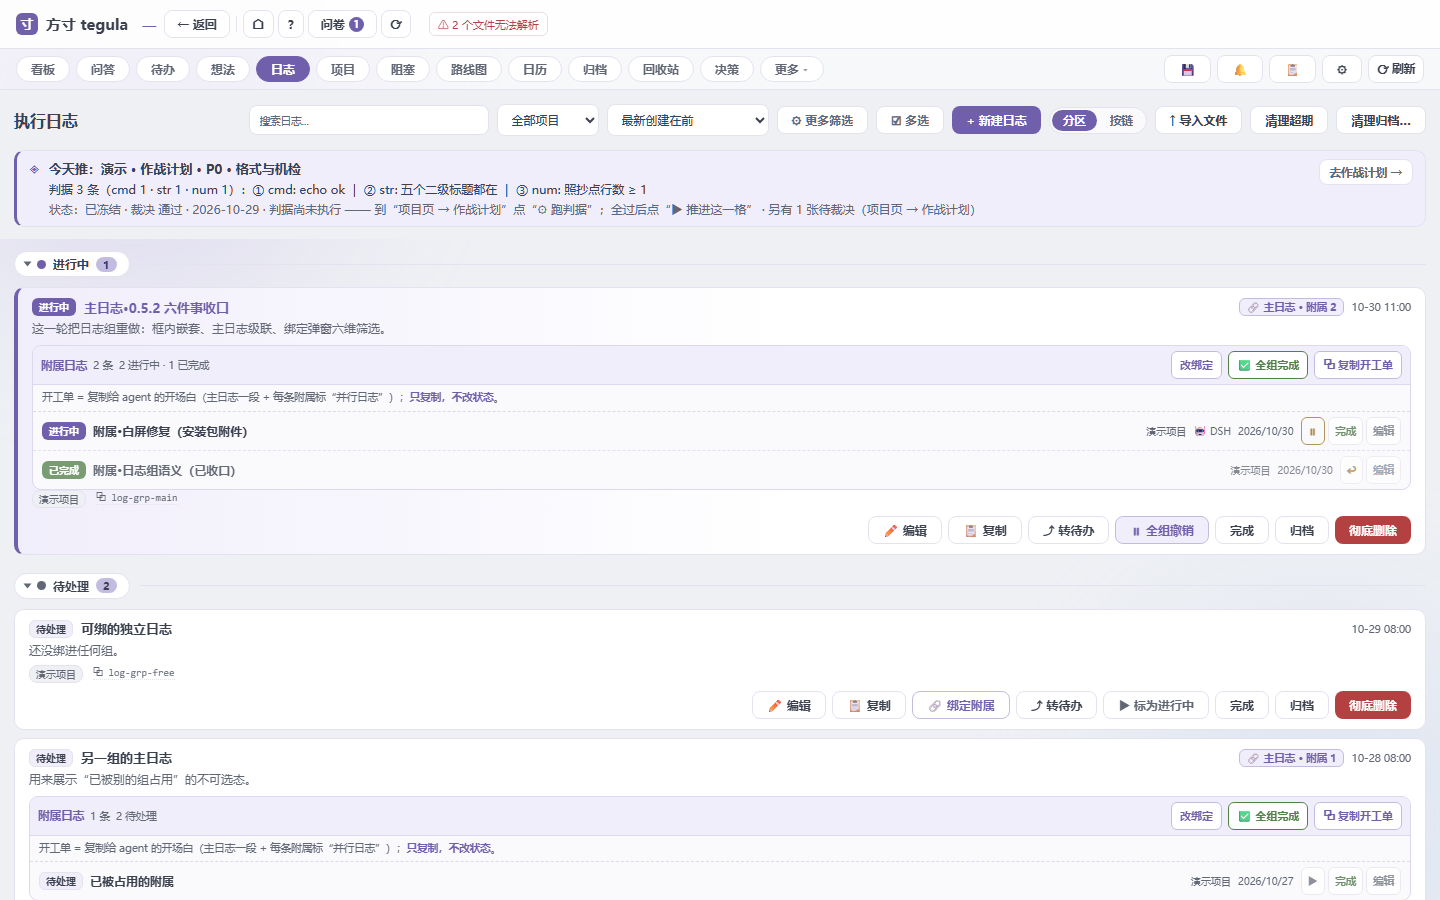 寸 方寸 tegula — ← 返回 ? 问卷 1 ⚠ 2 个文件无法解析
看板 问答 待办 想法 日志 项目 阻塞 路线图 日历 归档 回收站 决策 更多 刷新
执行日志 搜索日志... 全部项目 最新创建在前 ⚙ 更多筛选 ☑ 多选 + 新建日志 分区 按链 ↑ 导入文件 清理超期 清理归档...
◈ 今天推：演示 • 作战计划 • P0 • 格式与机检 去作战计划 →
判据 3 条（cmd 1 · str 1 · num 1）：① cmd: echo ok | ② str: 五个二级标题都在 | ③ num: 照抄点行数 ≥ 1
状态：已冻结 · 裁决 通过 · 2026-10-29 · 判据尚未执行 —— 到“项目页 → 作战计划”点“⚙ 跑判据”；全过后点“▶ 推进这一格” · 另有 1 张待裁决（项目页 → 作战计划）
▼ ● 进行中 1
进行中 主日志•0.5.2 六件事收口 🔗 主日志 • 附属 2 10-30 11:00
这一轮把日志组重做：框内嵌套、主日志级联、绑定弹窗六维筛选。
附属日志 2 条 2 进行中 · 1 已完成 改绑定 ✅ 全组完成 复制开工单
开工单 = 复制给 agent 的开场白（主日志一段 + 每条附属标“并行日志”）；只复制，不改状态。
进行中 附属•白屏修复（安装包附件） 演示项目 DSH 2026/10/30 ⏸ 完成 编辑
已完成 附属•日志组语义（已收口） 演示项目 2026/10/30 ↩ 编辑
演示项目 log-grp-main
编辑 复制 转待办 ⏸ 全组撤销 完成 归档 彻底删除
▼ ● 待处理 2
待处理 可绑的独立日志 10-29 08:00
还没绑进任何组。
演示项目 log-grp-free
编辑 复制 🔗 绑定附属 转待办 ▶ 标为进行中 完成 归档 彻底删除
待处理 另一组的主日志 🔗 主日志 • 附属 1 10-28 08:00
用来展示“已被别的组占用”的不可选态。
附属日志 1 条 2 待处理 改绑定 ✅ 全组完成 复制开工单
开工单 = 复制给 agent 的开场白（主日志一段 + 每条附属标“并行日志”）；只复制，不改状态。
待处理 已被占用的附属 演示项目 2026/10/27 ▶ 完成 编辑